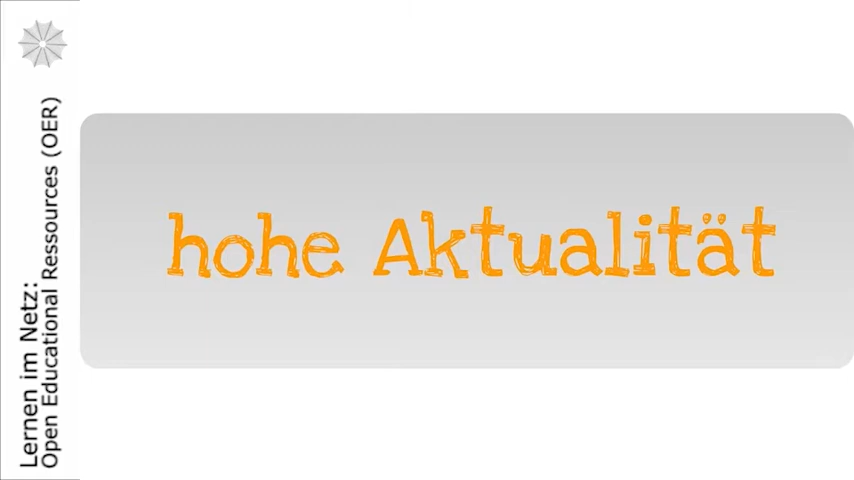 Lernen im Netz:
Open Educational Ressources (OER)
hohe Aktualität